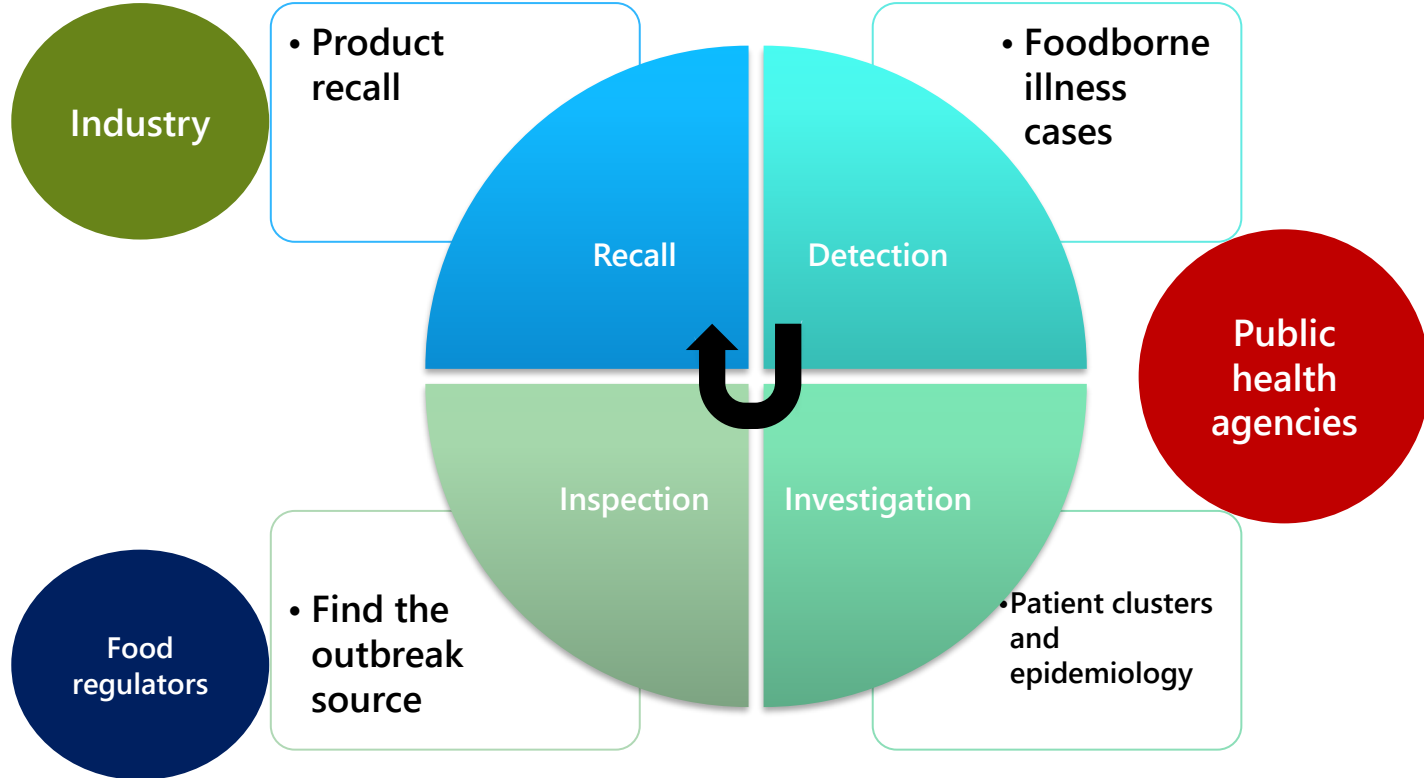 Industry
• Product
recall
• Foodborne
illness
cases
Recall
Detection
Public
health
agencies
Inspection
Investigation
Food
regulators
• Find the
outbreak
source
•Patient clusters
and
epidemiology